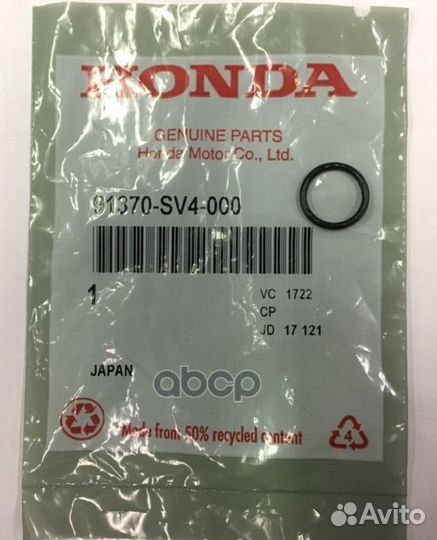 HONDA
GENUINE PARTS
Honda Motor Co., Ltd.
91370-SV4-000
1
VC 1722
CP
JD 17 121
JAPAN
abcp
Made from 50% recycled content
4
Avito